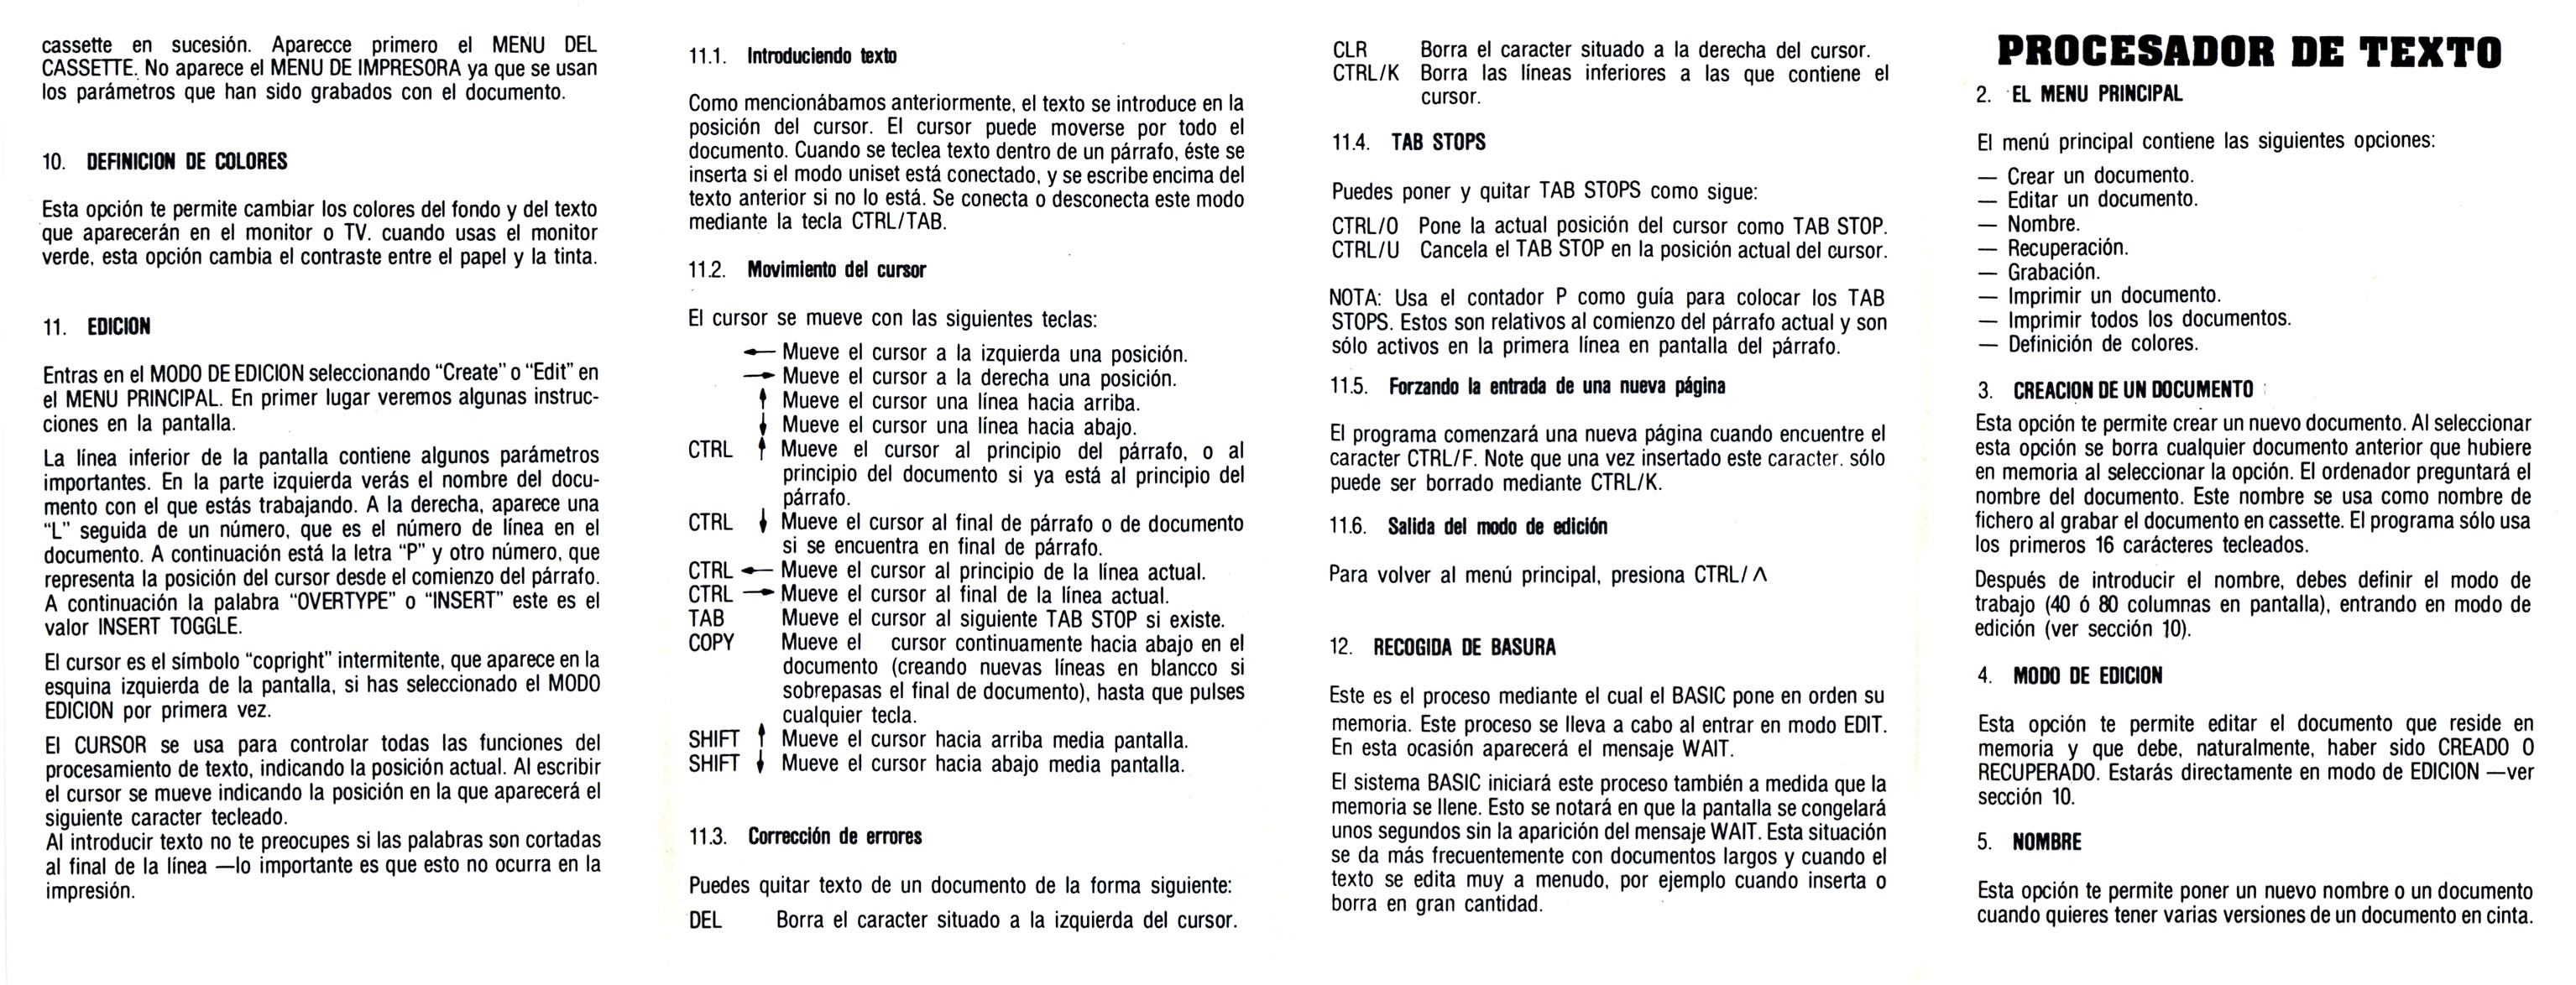 cassette en sucesión. Aparecce primero el MENU DEL
CASSETTE. No aparece el MENU DE IMPRESORA ya que se usan
los parámetros que han sido grabados con el documento.
10. DEFINICION DE COLORES
Esta opción te permite cambiar los colores del fondo y del texto
que aparecerán en el monitor o TV. cuando usas el monitor
verde, esta opción cambia el contraste entre el papel y la tinta.
11. EDICION
Entras en el MODO DE EDICION seleccionando “Create” o “Edit” en
el MENU PRINCIPAL. En primer lugar veremos algunas instruc-
ciones en la pantalla.
La línea inferior de la pantalla contiene algunos parámetros
importantes. En la parte izquierda verás el nombre del docu-
mento con el que estás trabajando. A la derecha, aparece una
“L” seguida de un número, que es el número de línea en el
documento. A continuación está la letra “P” y otro número, que
representa la posición del cursor desde el comienzo del párrafo.
A continuación la palabra “OVERTYPE” o “INSERT” este es el
valor INSERT TOGGLE.
El cursor es el símbolo “copright” intermitente, que aparece en la
esquina izquierda de la pantalla, si has seleccionado el MODO
EDICION por primera vez.
El CURSOR se usa para controlar todas las funciones del
procesamiento de texto, indicando la posición actual. Al escribir
el cursor se mueve indicando la posición en la que aparecerá el
siguiente caracter tecleado.
Al introducir texto no te preocupes si las palabras son cortadas
al final de la línea —lo importante es que esto no ocurra en la
impresión.
11.1. Introduciendo texto
Como mencionábamos anteriormente, el texto se introduce en la
posición del cursor. El cursor puede moverse por todo el
documento. Cuando se teclea texto dentro de un párrafo, éste se
inserta si el modo uniset está conectado, y se escribe encima del
texto anterior si no lo está. Se conecta o desconecta este modo
mediante la tecla CTRL/TAB.
11.2. Movimiento del cursor
El cursor se mueve con las siguientes teclas:
← Mueve el cursor a la izquierda una posición.
→ Mueve el cursor a la derecha una posición.
↑ Mueve el cursor una línea hacia arriba.
↓ Mueve el cursor una línea hacia abajo.
CTRL ↑ Mueve el cursor al principio del párrafo, o al
principio del documento si ya está al principio del
párrafo.
CTRL ↓ Mueve el cursor al final de párrafo o de documento
si se encuentra en final de párrafo.
CTRL ← Mueve el cursor al principio de la línea actual.
CTRL → Mueve el cursor al final de la línea actual.
TAB Mueve el cursor al siguiente TAB STOP si existe.
COPY Mueve el cursor continuamente hacia abajo en el
documento (creando nuevas líneas en blancco si
sobrepasas el final de documento), hasta que pulses
cualquier tecla.
SHIFT ↑ Mueve el cursor hacia arriba media pantalla.
SHIFT ↓ Mueve el cursor hacia abajo media pantalla.
11.3. Corrección de errores
Puedes quitar texto de un documento de la forma siguiente:
DEL Borra el caracter situado a la izquierda del cursor.
CLR Borra el caracter situado a la derecha del cursor.
CTRL/K Borra las líneas inferiores a las que contiene el
cursor.
11.4. TAB STOPS
Puedes poner y quitar TAB STOPS como sigue:
CTRL/O Pone la actual posición del cursor como TAB STOP.
CTRL/U Cancela el TAB STOP en la posición actual del cursor.
NOTA: Usa el contador P como guía para colocar los TAB
STOPS. Estos son relativos al comienzo del párrafo actual y son
sólo activos en la primera línea en pantalla del párrafo.
11.5. Forzando la entrada de una nueva página
El programa comenzará una nueva página cuando encuentre el
caracter CTRL/F. Note que una vez insertado este caracter. sólo
puede ser borrado mediante CTRL/K.
11.6. Salida del modo de edición
Para volver al menú principal, presiona CTRL/ ∧
12. RECOGIDA DE BASURA
Este es el proceso mediante el cual el BASIC pone en orden su
memoria. Este proceso se lleva a cabo al entrar en modo EDIT.
En esta ocasión aparecerá el mensaje WAIT.
El sistema BASIC iniciará este proceso también a medida que la
memoria se llene. Esto se notará en que la pantalla se congelará
unos segundos sin la aparición del mensaje WAIT. Esta situación
se da más frecuentemente con documentos largos y cuando el
texto se edita muy a menudo, por ejemplo cuando inserta o
borra en gran cantidad.
PROCESADOR DE TEXTO
2. EL MENU PRINCIPAL
El menú principal contiene las siguientes opciones:
— Crear un documento.
— Editar un documento.
— Nombre.
— Recuperación.
— Grabación.
— Imprimir un documento.
— Imprimir todos los documentos.
— Definición de colores.
3. CREACION DE UN DOCUMENTO
Esta opción te permite crear un nuevo documento. Al seleccionar
esta opción se borra cualquier documento anterior que hubiere
en memoria al seleccionar la opción. El ordenador preguntará el
nombre del documento. Este nombre se usa como nombre de
fichero al grabar el documento en cassette. El programa sólo usa
los primeros 16 carácteres tecleados.
Después de introducir el nombre, debes definir el modo de
trabajo (40 ó 80 columnas en pantalla), entrando en modo de
edición (ver sección 10).
4. MODO DE EDICION
Esta opción te permite editar el documento que reside en
memoria y que debe, naturalmente, haber sido CREADO O
RECUPERADO. Estarás directamente en modo de EDICION —ver
sección 10.
5. NOMBRE
Esta opción te permite poner un nuevo nombre o un documento
cuando quieres tener varias versiones de un documento en cinta.